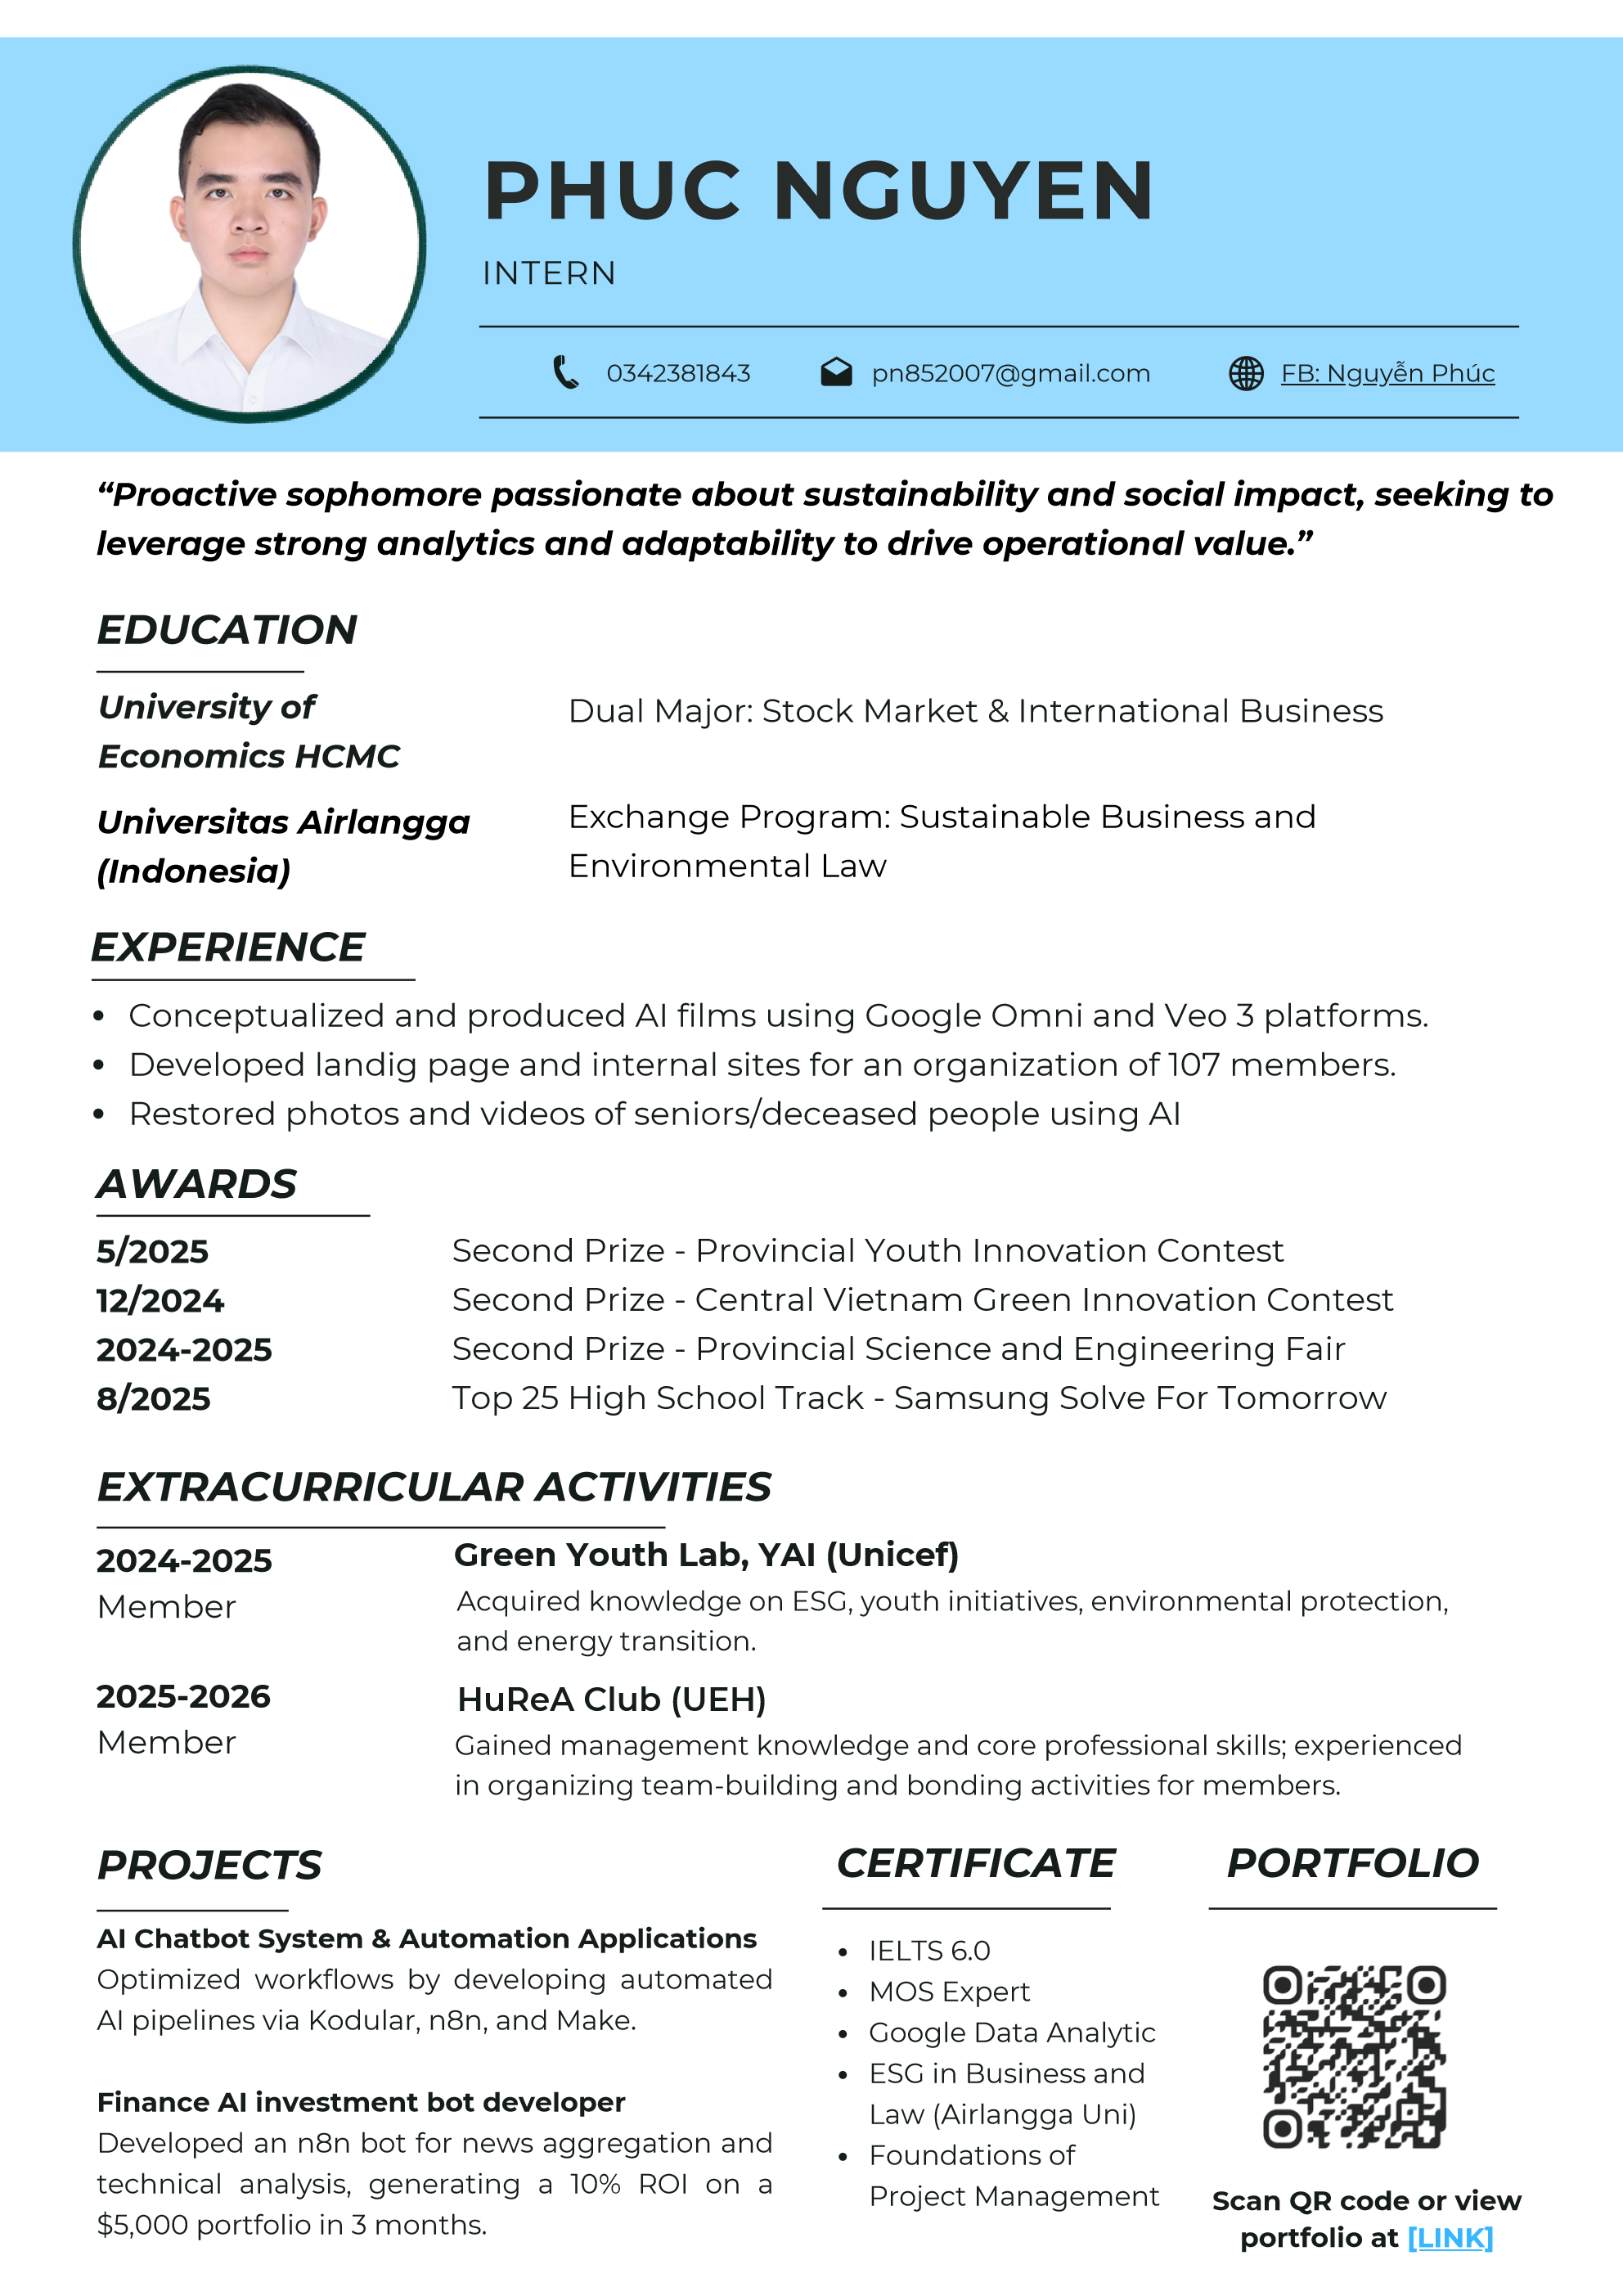 PHUC NGUYEN
INTERN
0342381843 pn852007@gmail.com FB: Nguyễn Phúc
“Proactive sophomore passionate about sustainability and social impact, seeking to
leverage strong analytics and adaptability to drive operational value.”
EDUCATION
University of
Economics HCMC
Dual Major: Stock Market & International Business
Universitas Airlangga
(Indonesia)
Exchange Program: Sustainable Business and
Environmental Law
EXPERIENCE
• Conceptualized and produced AI films using Google Omni and Veo 3 platforms.
• Developed landig page and internal sites for an organization of 107 members.
• Restored photos and videos of seniors/deceased people using AI
AWARDS
5/2025 Second Prize - Provincial Youth Innovation Contest
12/2024 Second Prize - Central Vietnam Green Innovation Contest
2024-2025 Second Prize - Provincial Science and Engineering Fair
8/2025 Top 25 High School Track - Samsung Solve For Tomorrow
EXTRACURRICULAR ACTIVITIES
2024-2025
Member
Green Youth Lab, YAI (Unicef)
Acquired knowledge on ESG, youth initiatives, environmental protection,
and energy transition.
2025-2026
Member
HuReA Club (UEH)
Gained management knowledge and core professional skills; experienced
in organizing team-building and bonding activities for members.
PROJECTS
AI Chatbot System & Automation Applications
Optimized workflows by developing automated
AI pipelines via Kodular, n8n, and Make.
Finance AI investment bot developer
Developed an n8n bot for news aggregation and
technical analysis, generating a 10% ROI on a
$5,000 portfolio in 3 months.
CERTIFICATE
• IELTS 6.0
• MOS Expert
• Google Data Analytic
• ESG in Business and
Law (Airlangga Uni)
• Foundations of
Project Management
PORTFOLIO
Scan QR code or view
portfolio at [LINK]